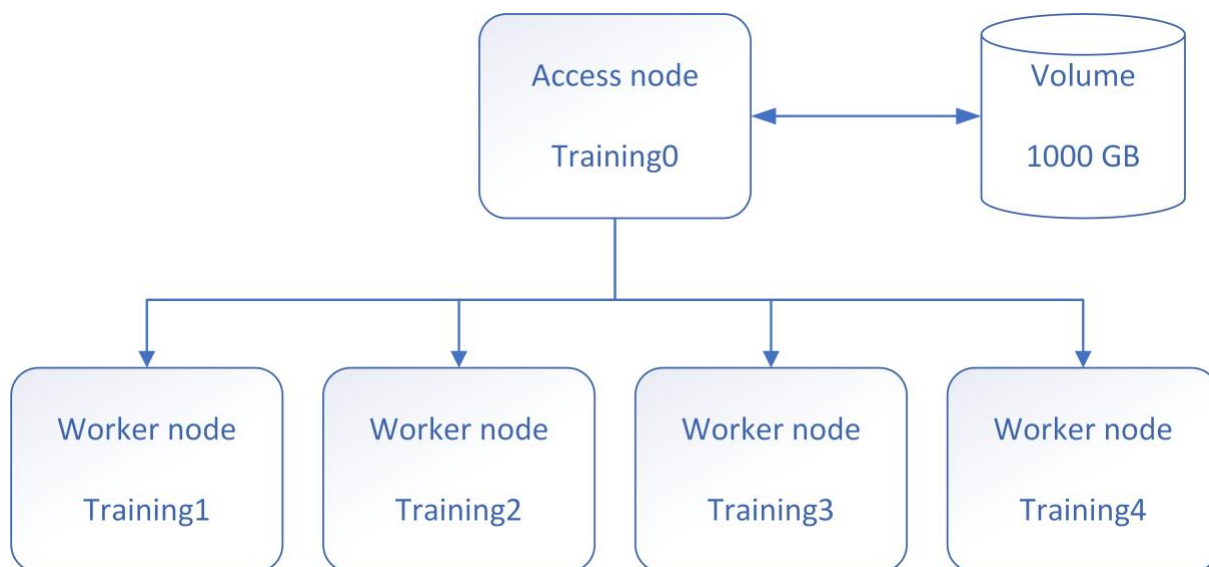 Access node
Training0
Volume
1000 GB
Worker node
Training1
Worker node
Training2
Worker node
Training3
Worker node
Training4